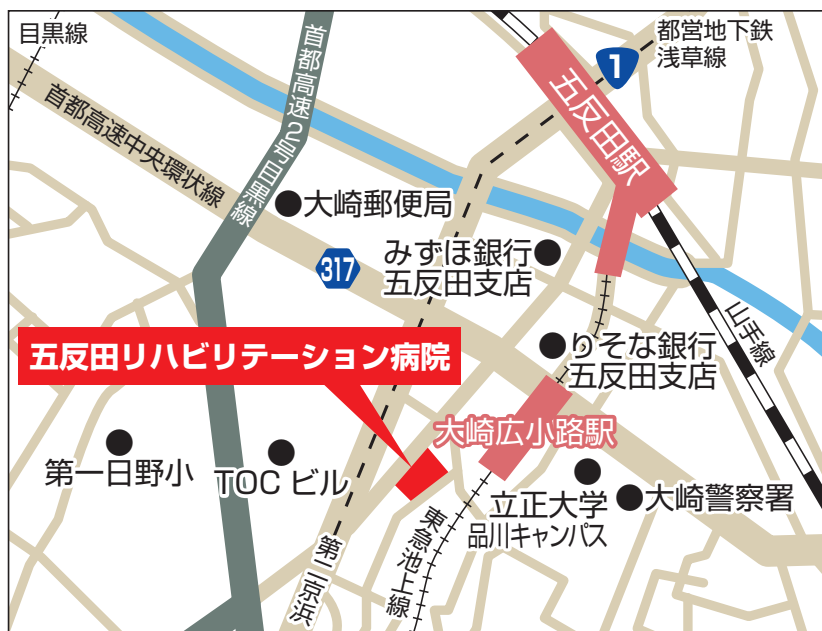 目黒線
都営地下鉄
浅草線
1
首都高速2号目黒線
五反田駅
首都高速中央環状線
大崎郵便局
みずほ銀行
五反田支店
317
山手線
りそな銀行
五反田支店
五反田リハビリテーション病院
大崎広小路駅
第一日野小
TOC ビル
立正大学
品川キャンパス
大崎警察署
東急池上線
第二京浜